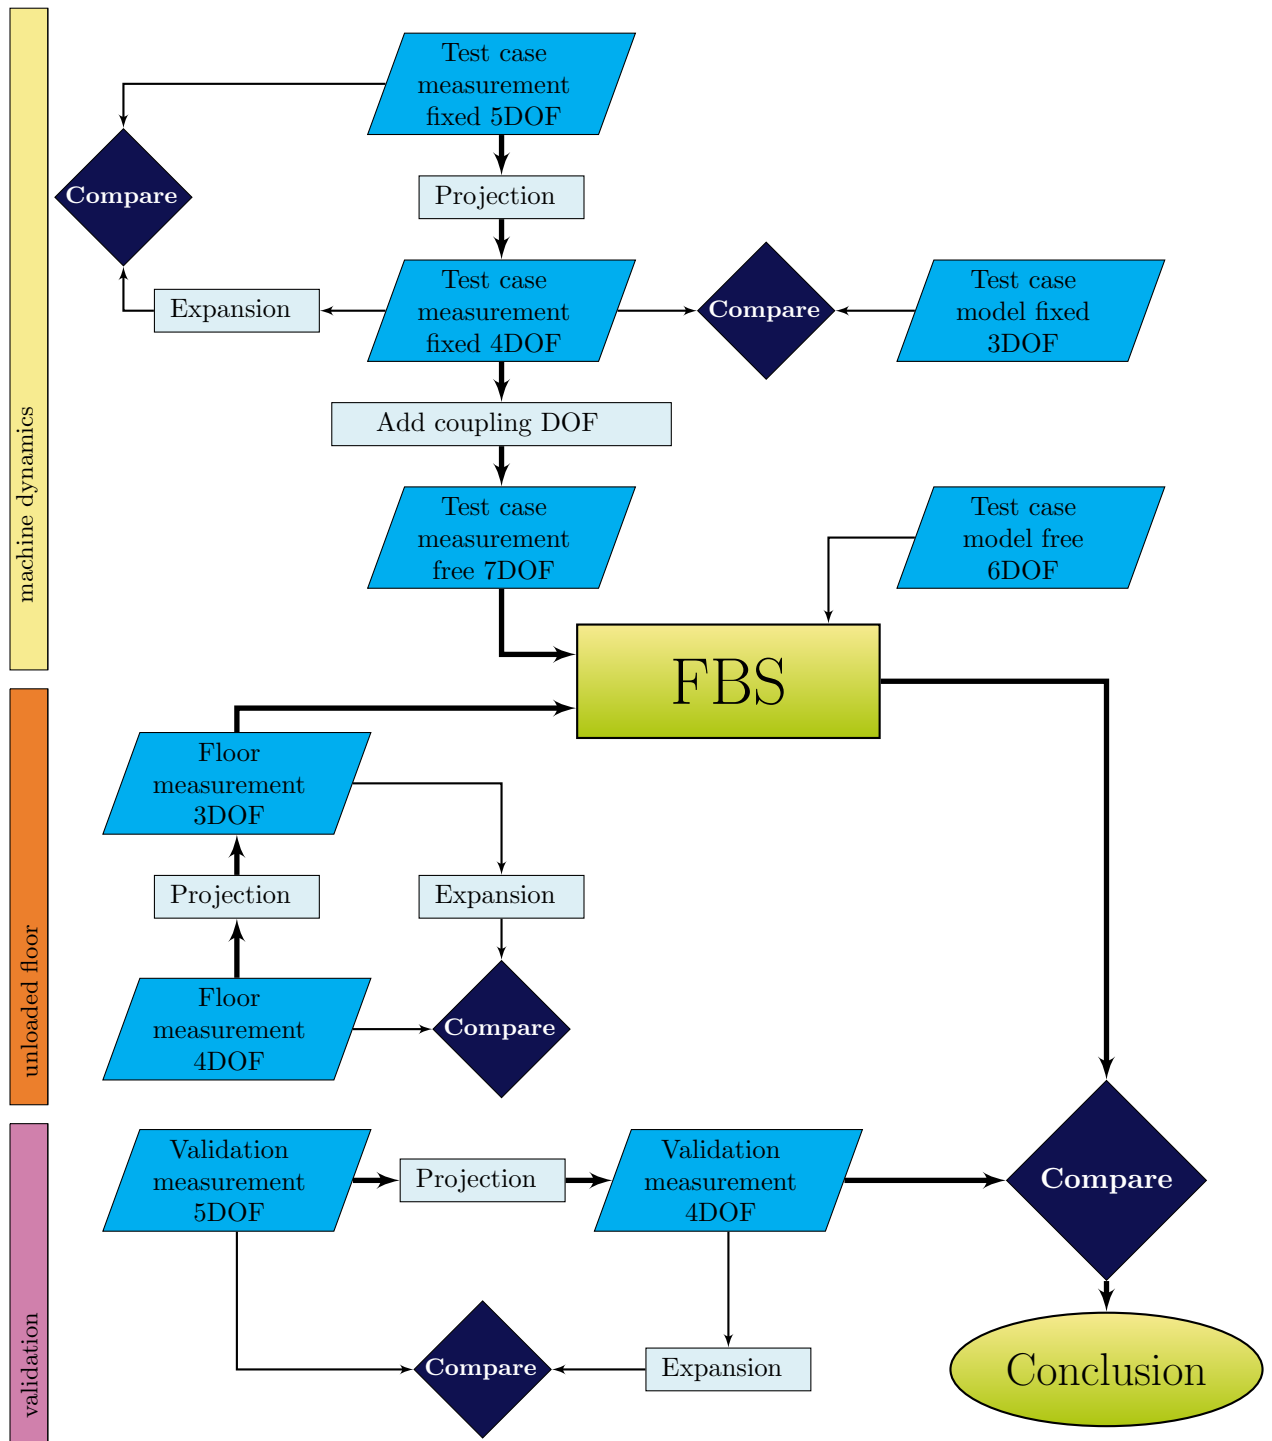 Test case
measurement
fixed 5DOF
Compare
Projection
Expansion
Test case
measurement
fixed 4DOF
Compare
Test case
model fixed
3DOF
Add coupling DOF
machine dynamics
Test case
measurement
free 7DOF
Test case
model free
6DOF
FBS
Floor
measurement
3DOF
Projection
Expansion
unloaded floor
Floor
measurement
4DOF
Compare
Validation
measurement
5DOF
Projection
Validation
measurement
4DOF
Compare
validation
Compare
Expansion
Conclusion